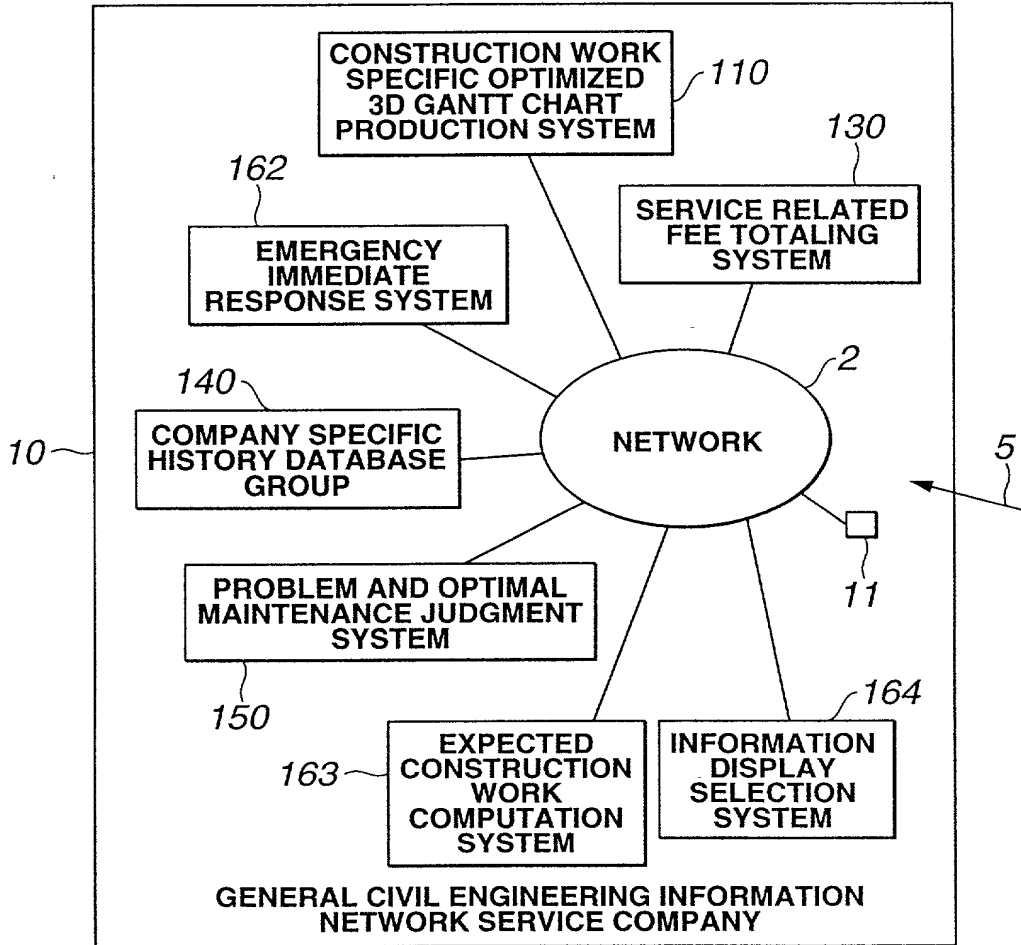 CONSTRUCTION WORK
SPECIFIC OPTIMIZED
3D GANTT CHART
PRODUCTION SYSTEM
110
130
162
SERVICE RELATED
FEE TOTALING
SYSTEM
EMERGENCY
IMMEDIATE
RESPONSE SYSTEM
2
140
NETWORK
10
COMPANY SPECIFIC
HISTORY DATABASE
GROUP
5
11
PROBLEM AND OPTIMAL
MAINTENANCE JUDGMENT
SYSTEM
150
164
163
EXPECTED
CONSTRUCTION
WORK
COMPUTATION
SYSTEM
INFORMATION
DISPLAY
SELECTION
SYSTEM
GENERAL CIVIL ENGINEERING INFORMATION
NETWORK SERVICE COMPANY